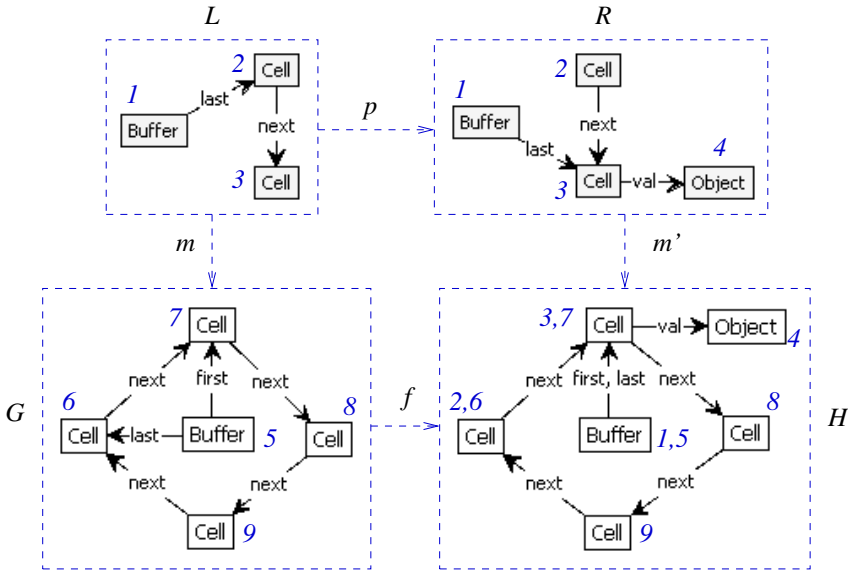 L
R
2
Cell
2
Cell
1
last
1
p
Buffer
next
Buffer
next
last
4
3
Cell
3
Cell
val
Object
m
m’
7
Cell
3,7
Cell
val
Object
4
next
first
next
next
first, last
next
6
8
2,6
8
G
f
H
Cell
last
Buffer
5
Cell
Cell
Buffer
1,5
Cell
next
next
next
next
Cell
9
Cell
9